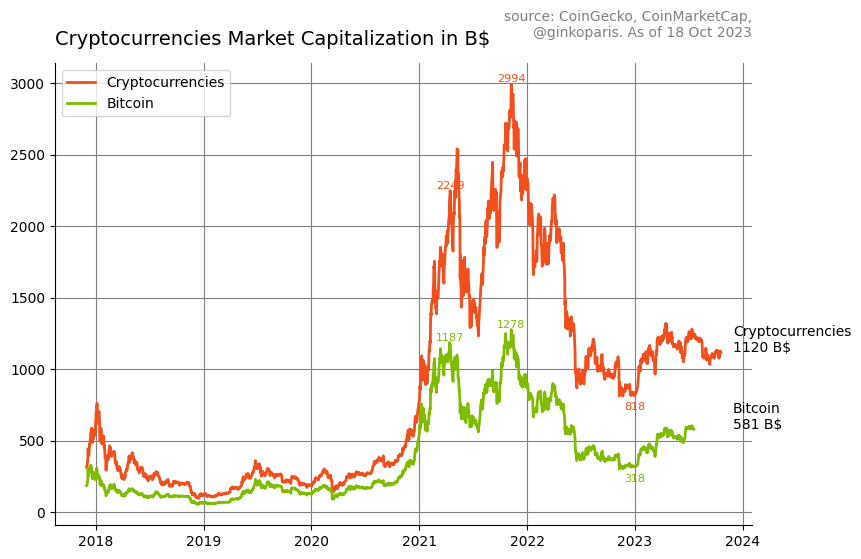 source: CoinGecko, CoinMarketCap,
@ginkoparis. As of 18 Oct 2023
Cryptocurrencies Market Capitalization in B$
Cryptocurrencies
Bitcoin
3000
2500
2000
1500
1000
500
0
2994
2249
1187
1278
818
318
Cryptocurrencies
1120 B$
Bitcoin
581 B$
2018 2019 2020 2021 2022 2023 2024